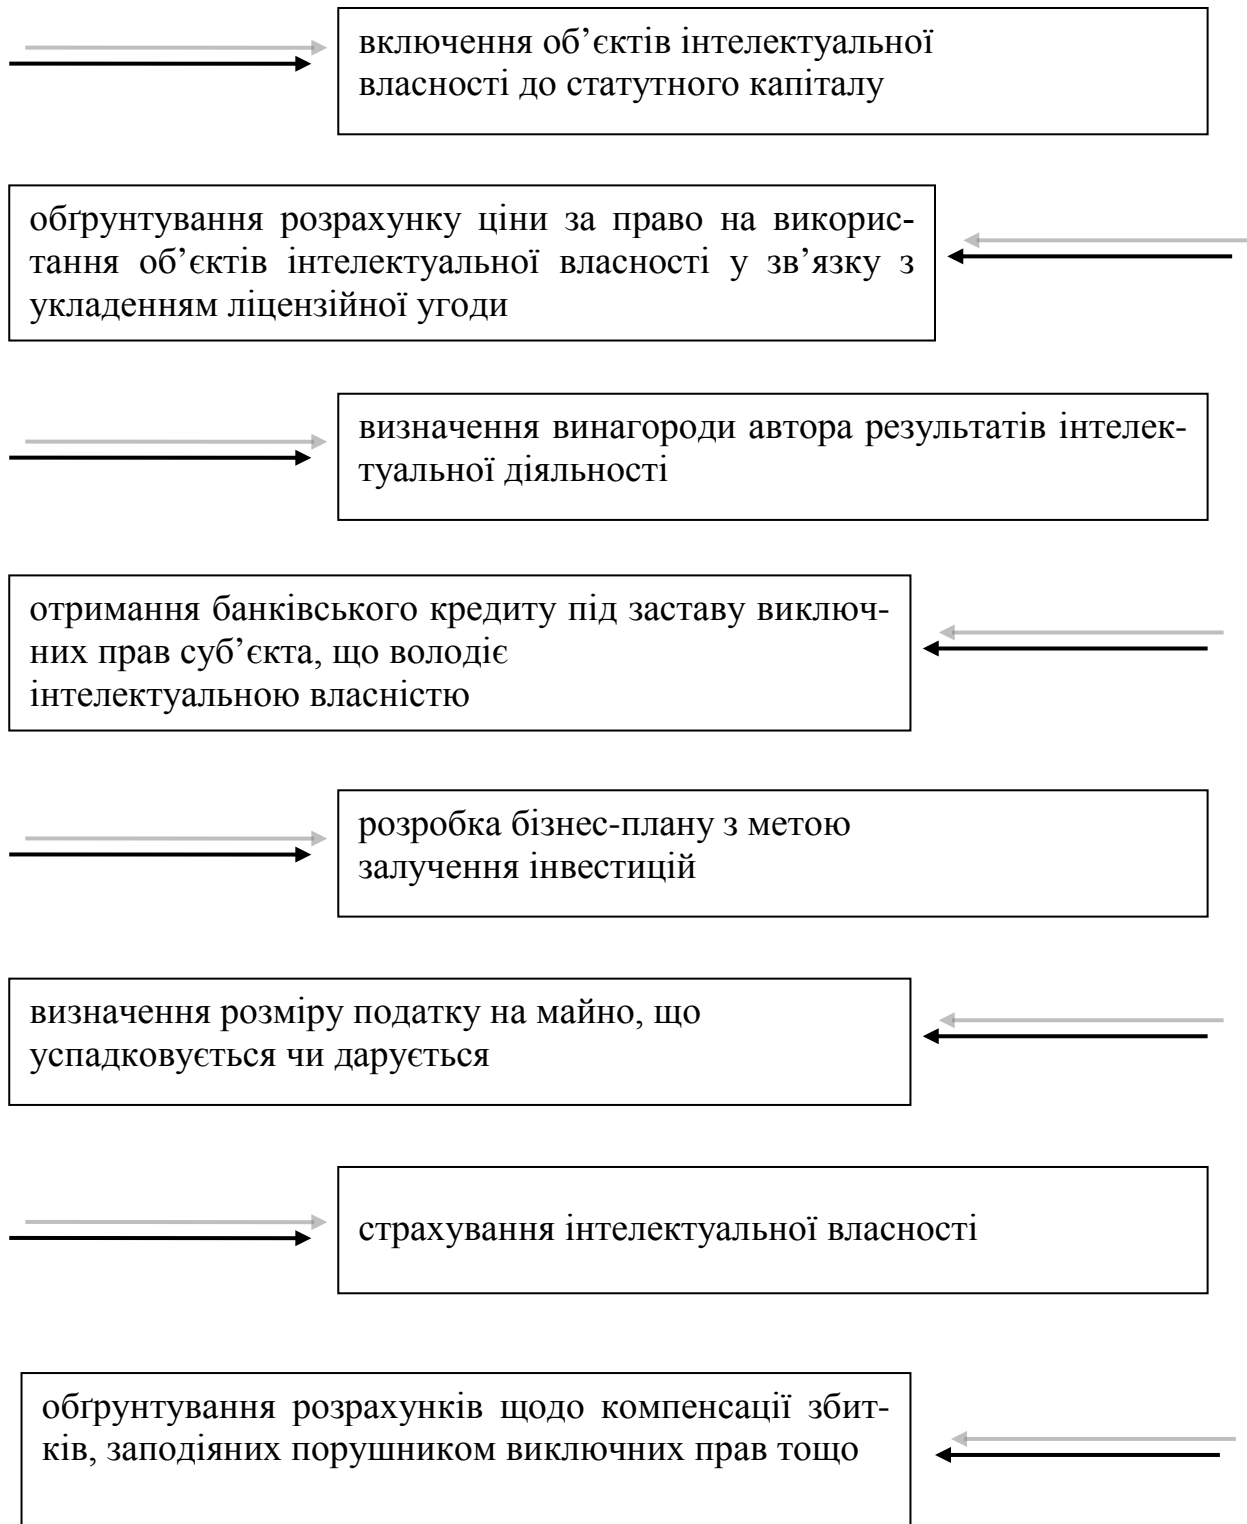 включення об’єктів інтелектуальної
власності до статутного капіталу
обґрунтування розрахунку ціни за право на викорис-
тання об’єктів інтелектуальної власності у зв’язку з
укладенням ліцензійної угоди
визначення винагороди автора результатів інтелек-
туальної діяльності
отримання банківського кредиту під заставу виключ-
них прав суб’єкта, що володіє
інтелектуальною власністю
розробка бізнес-плану з метою
залучення інвестицій
визначення розміру податку на майно, що
успадковується чи дарується
страхування інтелектуальної власності
обґрунтування розрахунків щодо компенсації збит-
ків, заподіяних порушником виключних прав тощо